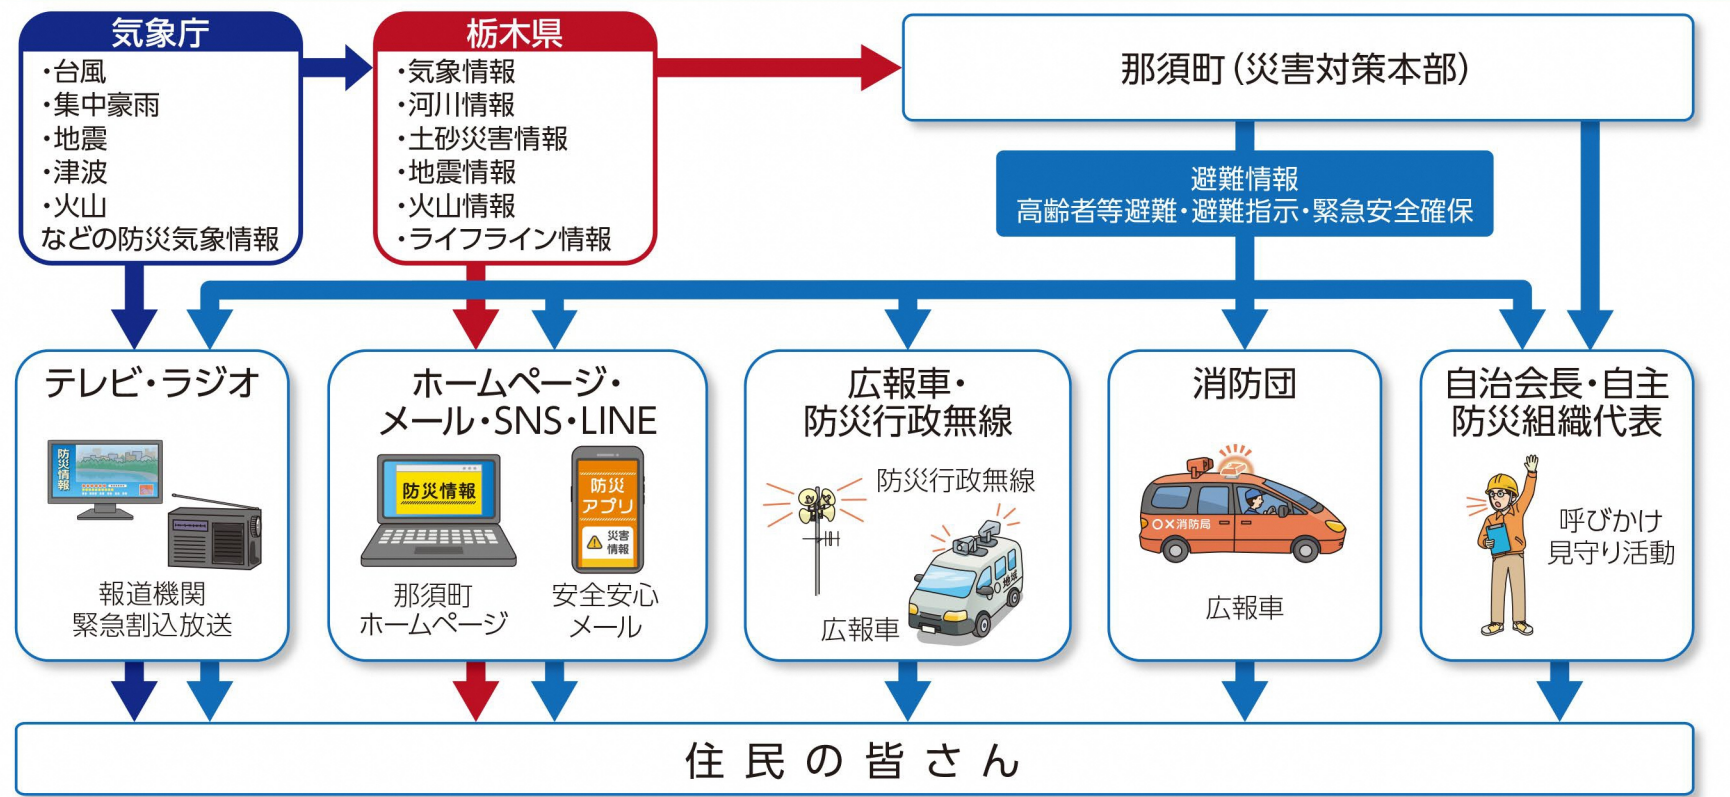 気象庁
・台風
・集中豪雨
・地震
・津波
・火山
などの防災気象情報
栃木県
・気象情報
・河川情報
・土砂災害情報
・地震情報
・火山情報
・ライフライン情報
那須町(災害対策本部)
避難情報
高齢者等避難・避難指示・緊急安全確保
テレビ・ラジオ
防災情報
報道機関
緊急割込放送
ホームページ・
メール・SNS・LINE
防災情報
防災
アプリ
災害
情報
那須町
ホームページ
安全安心
メール
広報車・
防災行政無線
防災行政無線
地域
広報車
消防団
○×消防局
広報車
自治会長・自主
防災組織代表
呼びかけ
見守り活動
住民の皆さん